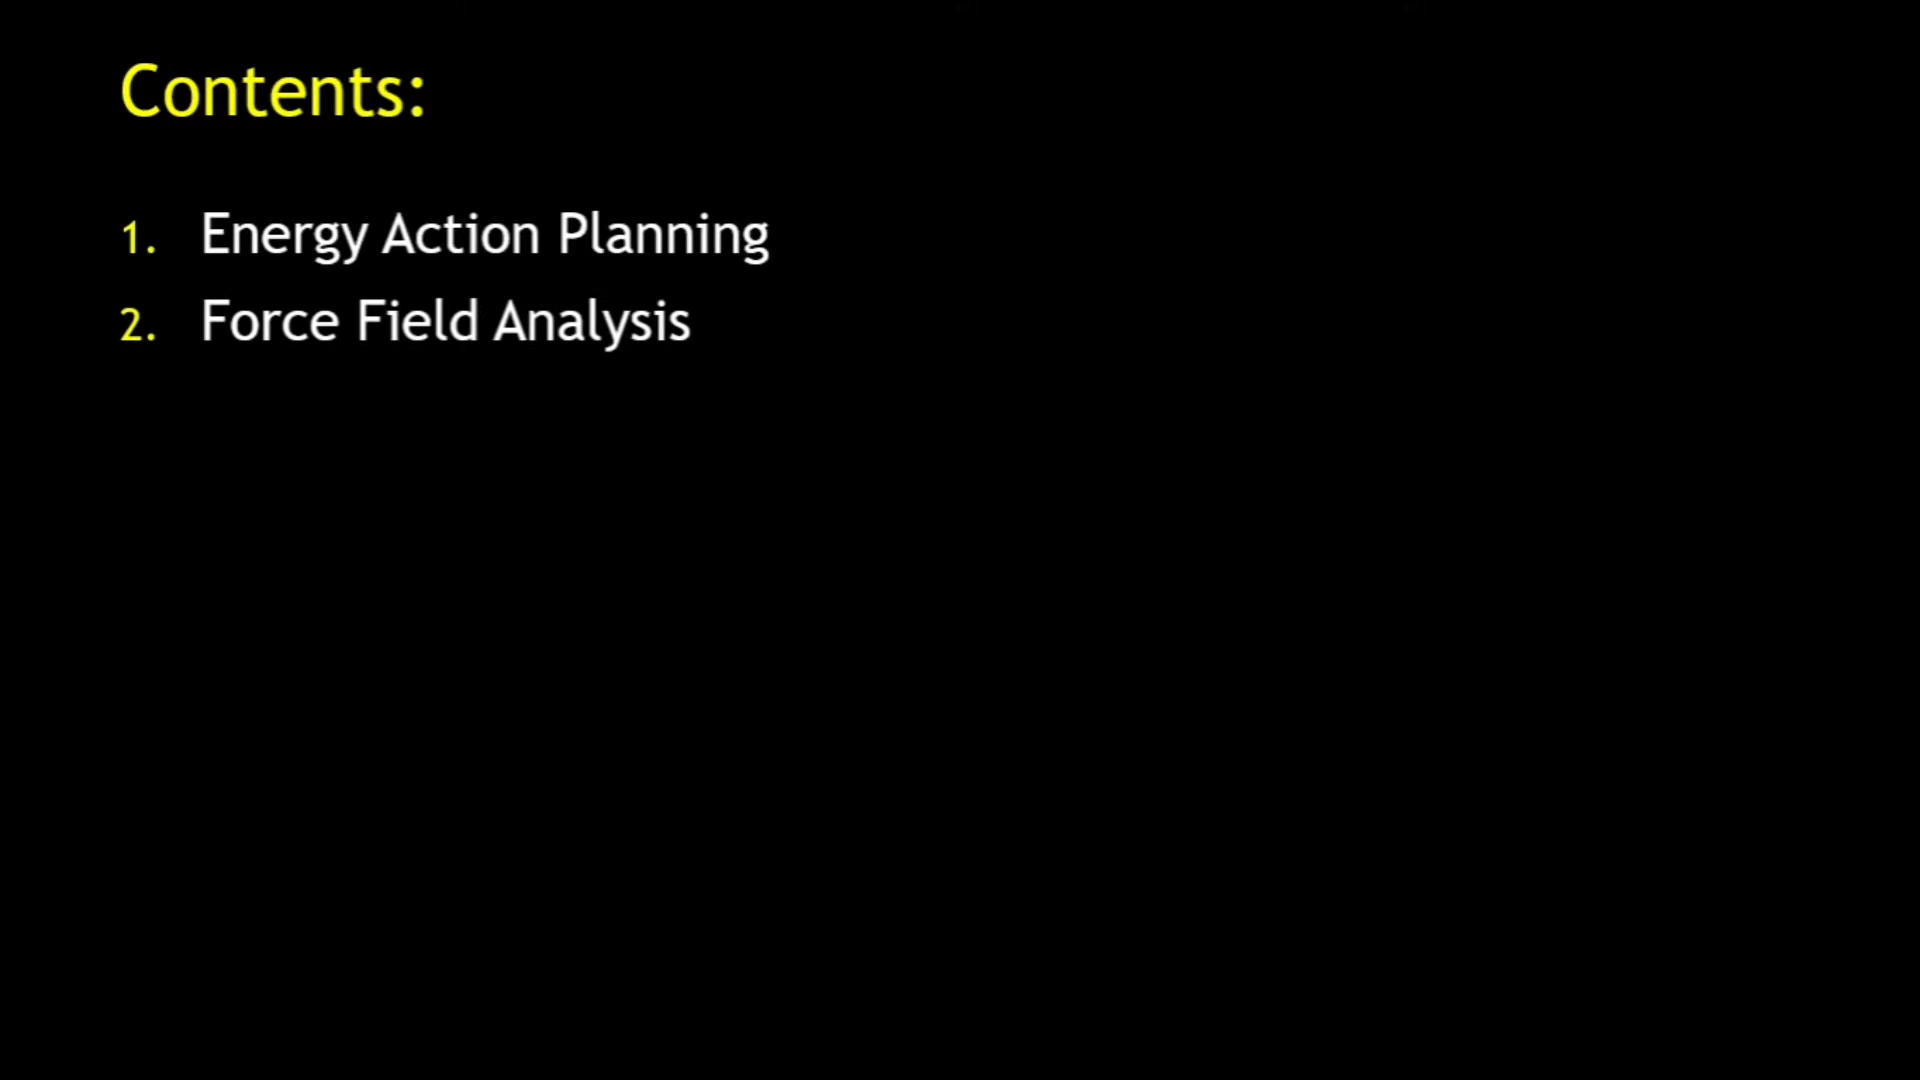 Contents:
1. Energy Action Planning
2. Force Field Analysis